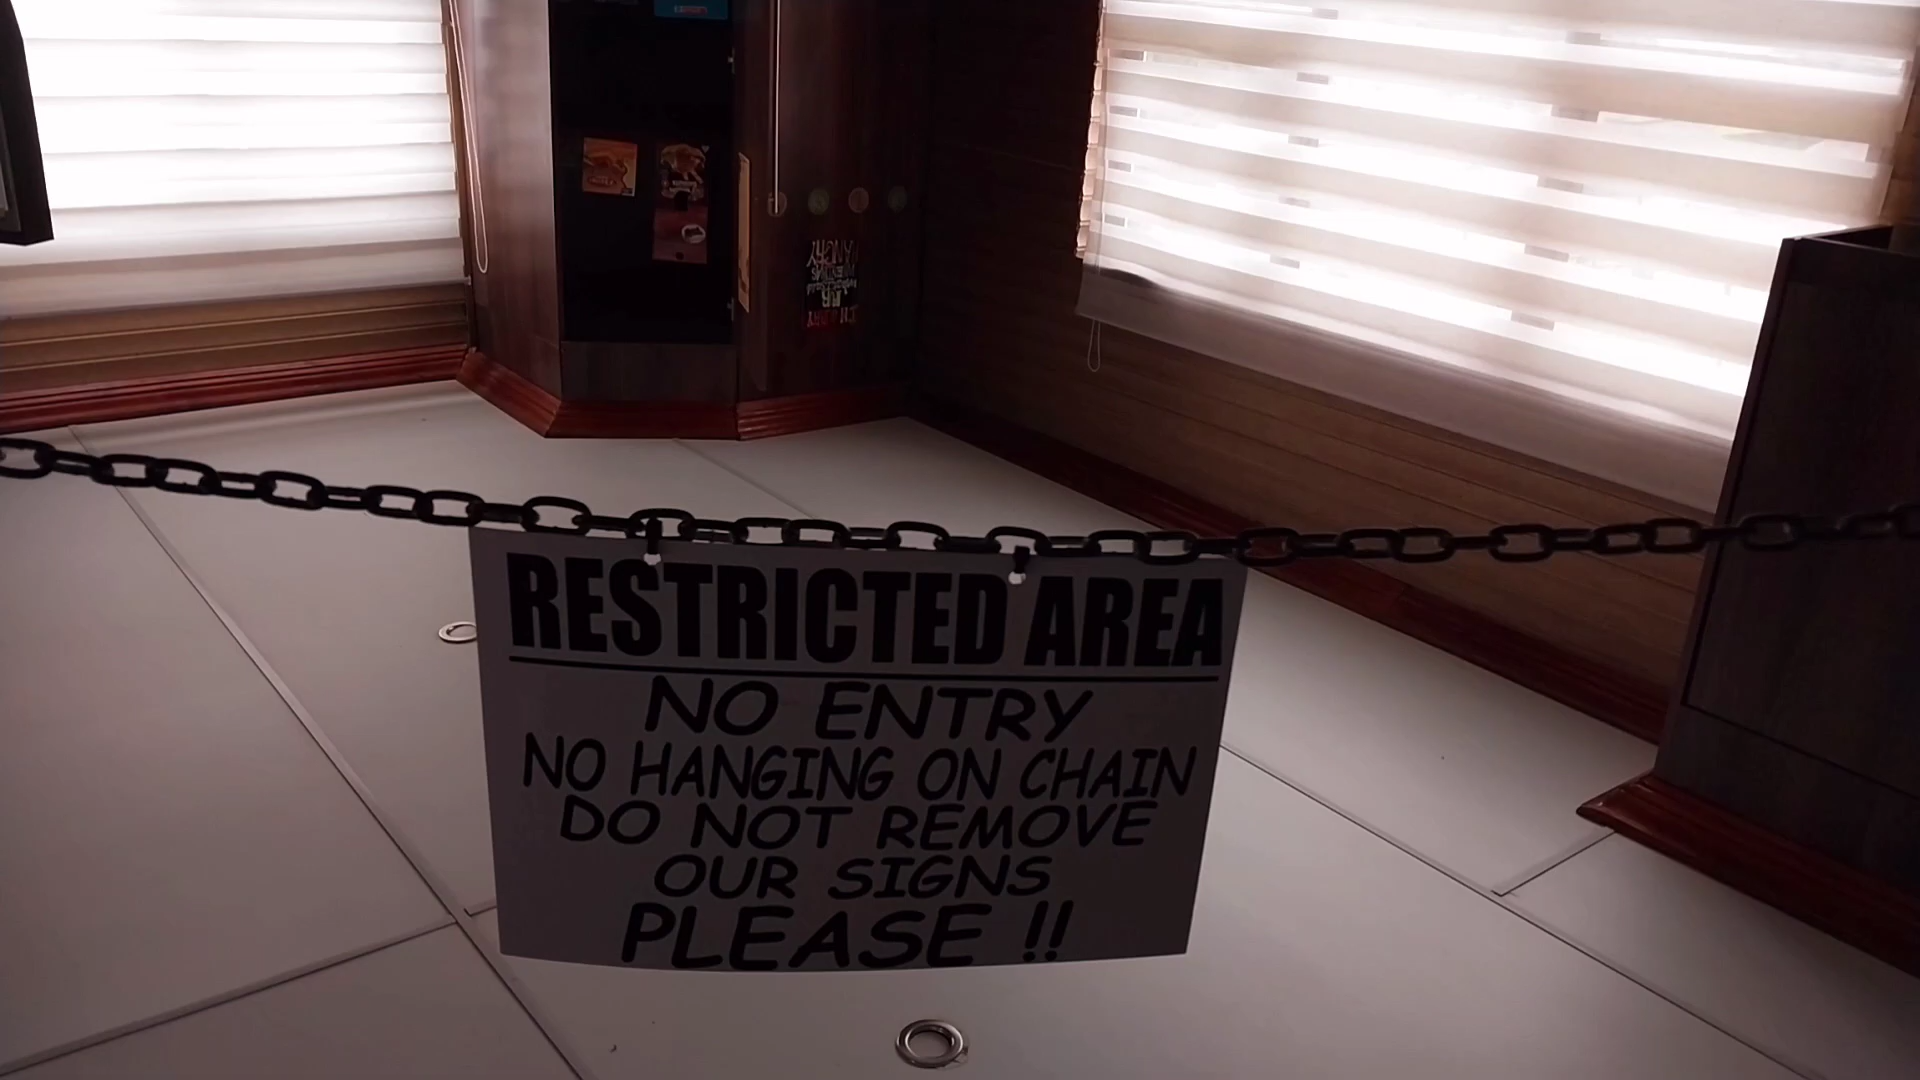 RESTRICTED AREA
NO ENTRY
NO HANGING ON CHAIN
DO NOT REMOVE
OUR SIGNS
PLEASE !!